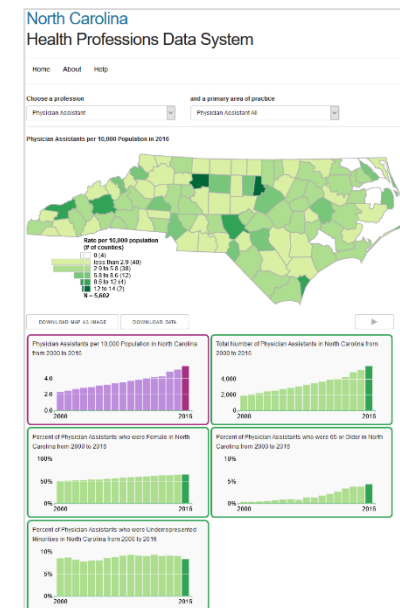 North Carolina
Health Professions Data System
Home About Help
Choose a profession
and a primary area of practice
Physician Assistant
Physician Assistant All
Physician Assistants per 10,000 Population in 2016
Rate per 10,000 population
(# of counties)
0 (4)
less than 2.9 (40)
2.9 to 5.8 (38)
5.8 to 8.6 (12)
8.6 to 12 (4)
12 to 14 (2)
N = 5,602
DOWNLOAD MAP AS IMAGE
DOWNLOAD DATA
Physician Assistants per 10,000 Population in North Carolina
from 2000 to 2016
4.0
2.0
0.0
2000
2016
Total Number of Physician Assistants in North Carolina from
2000 to 2016
4,000
2,000
0
2000
2016
Percent of Physician Assistants who were Female in North
Carolina from 2000 to 2016
100%
50%
0%
2000
2016
Percent of Physician Assistants who were 65 or Older in North
Carolina from 2000 to 2016
10%
5%
0%
2000
2016
Percent of Physician Assistants who were Underrepresented
Minorities in North Carolina from 2000 to 2016
10%
5%
0%
2000
2016